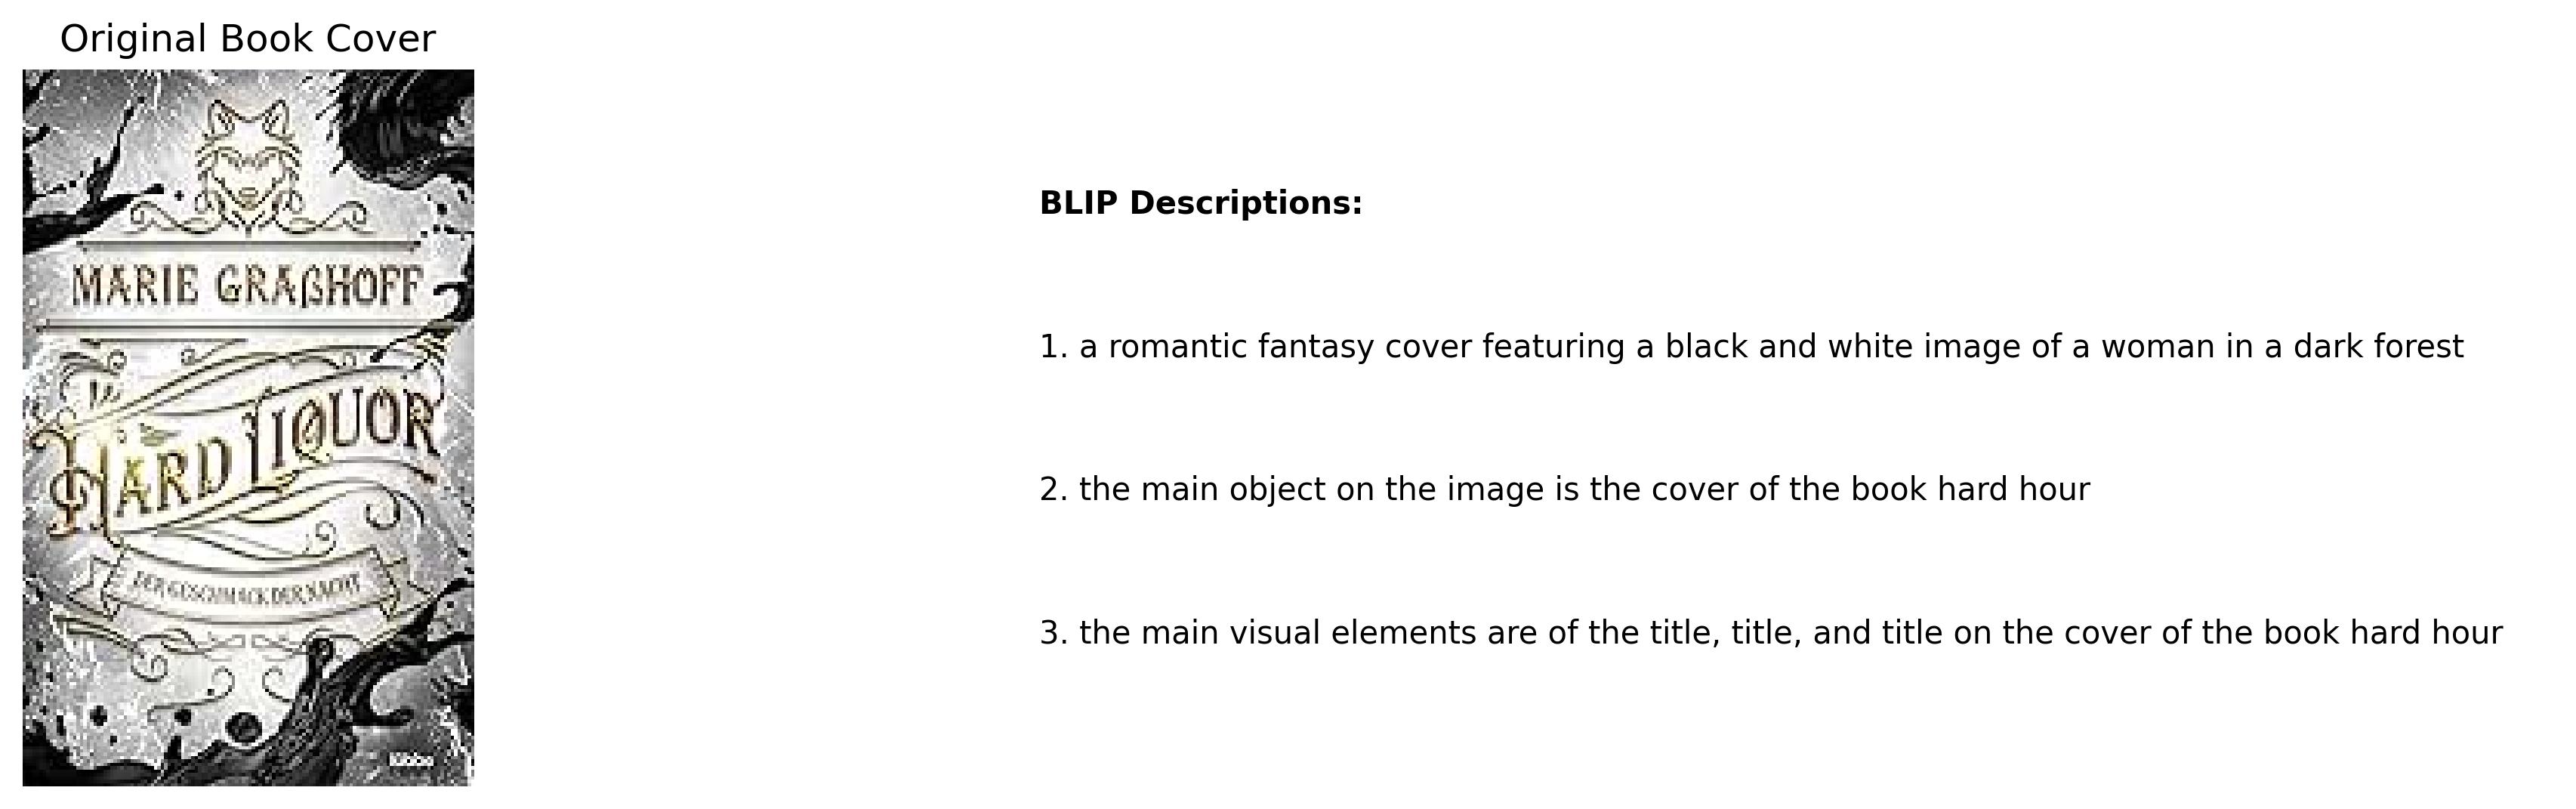 Original Book Cover
MARIE GRAßHOFF
HARD LIQUOR
DER GESCHMACK DER NACHT
lübbe
BLIP Descriptions:
1. a romantic fantasy cover featuring a black and white image of a woman in a dark forest
2. the main object on the image is the cover of the book hard hour
3. the main visual elements are of the title, title, and title on the cover of the book hard hour